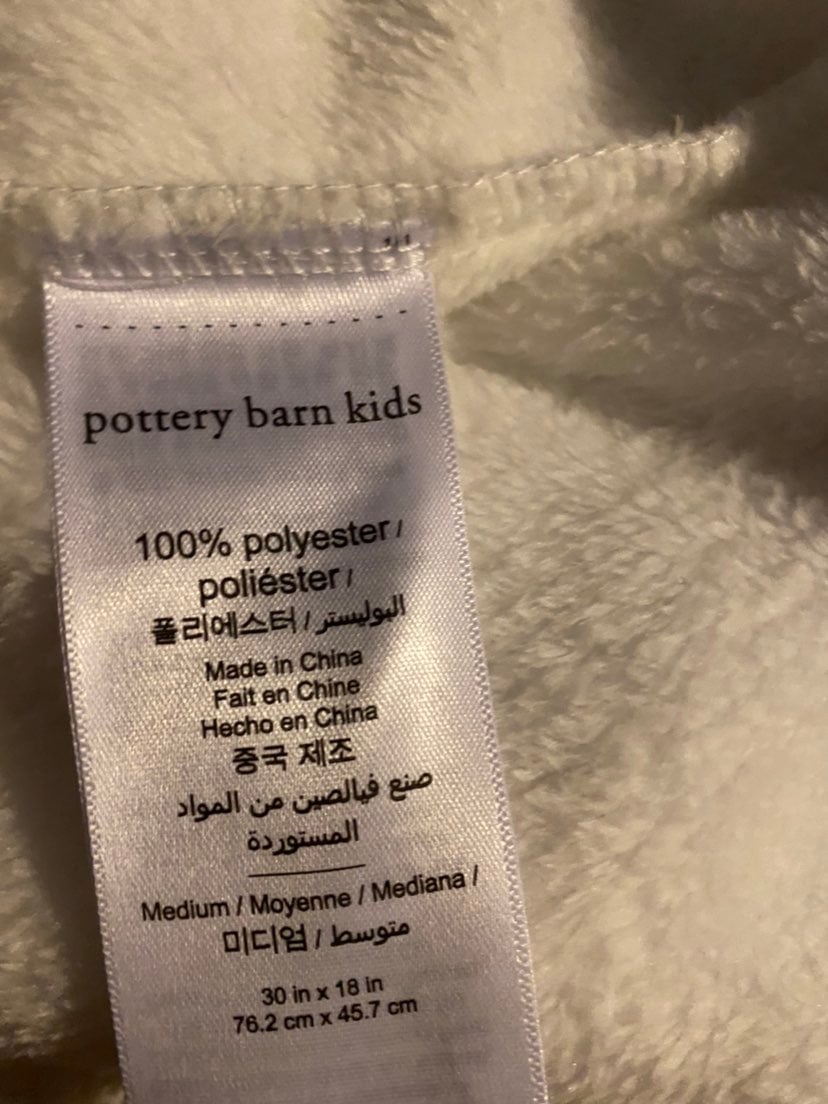 pottery barn kids
100% polyester /
poliéster /
폴리에스터 / البوليستر
Made in China
Fait en Chine
Hecho en China
중국 제조
صنع فيالصين من المواد
المستوردة
Medium / Moyenne / Mediana /
미디엄 / متوسط
30 in x 18 in
76.2 cm x 45.7 cm